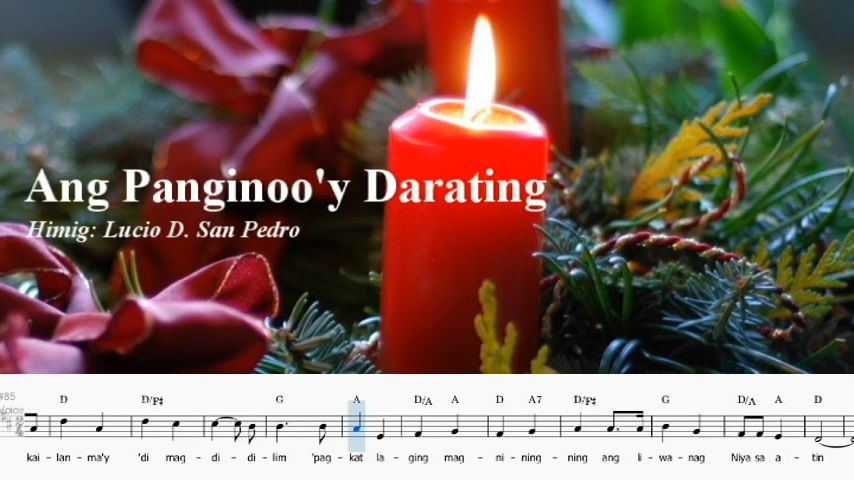 Ang Panginoo'y Darating
Himig: Lucio D. San Pedro
#85
D D/F# G A D/A A D A7 D/F# G D/A A D
kai - lan - ma'y 'di mag - di - di - lim 'pag - kat la - ging mag - ni - ning - ning ang li - wa - nag Niya sa a - tin